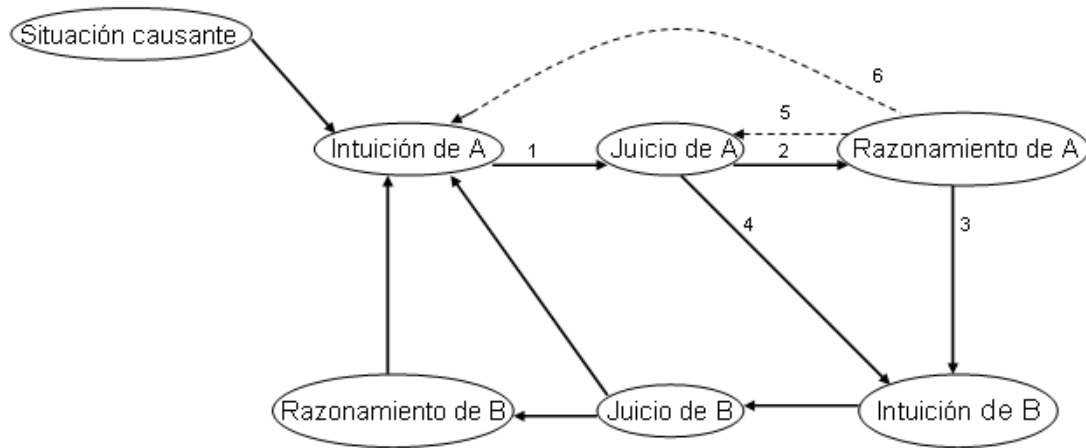 Situación causante
6
5
Intuición de A
1
Juicio de A
2
Razonamiento de A
4
3
Razonamiento de B
Juicio de B
Intuición de B